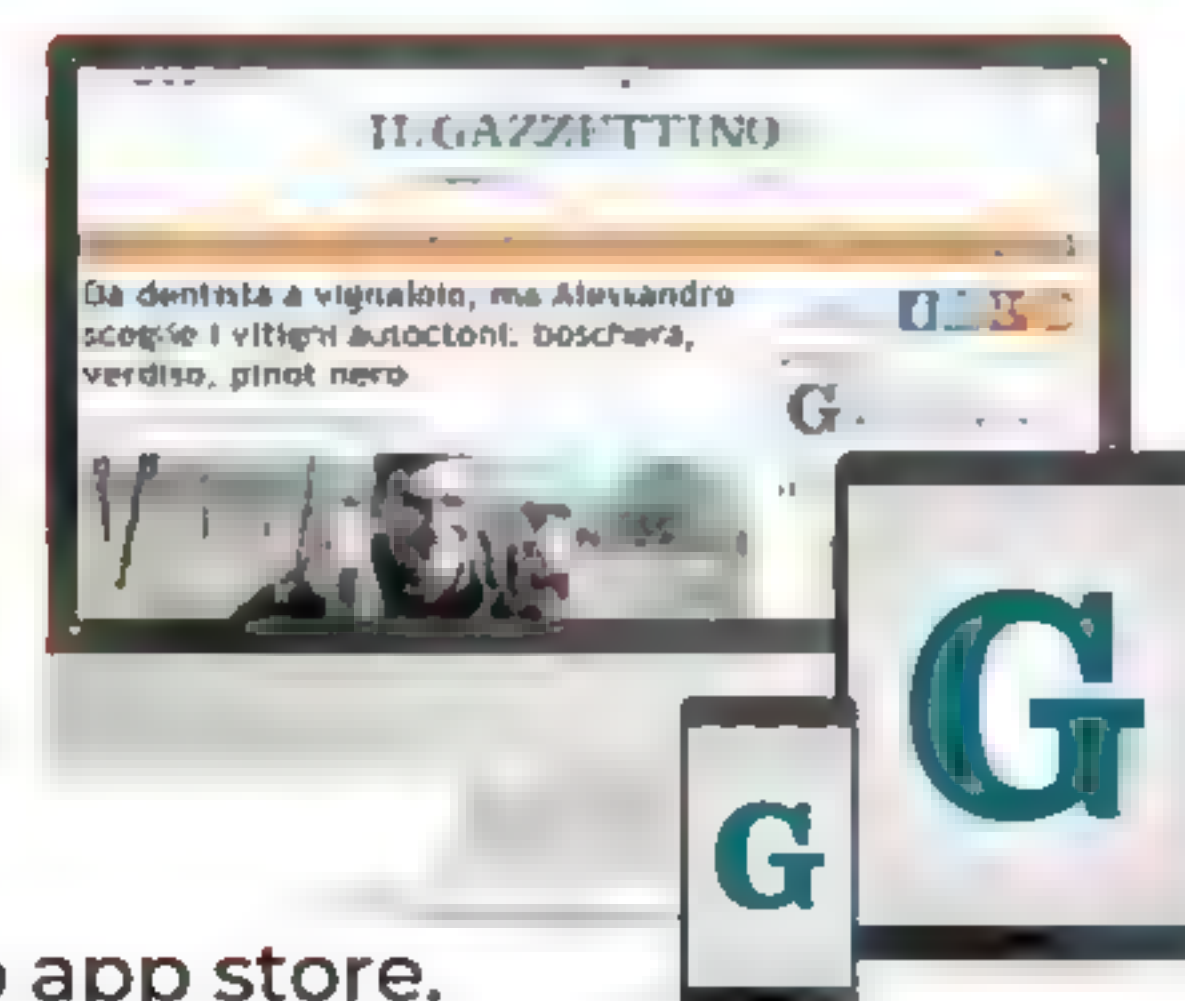 IL GAZZETTINO
Da dentista a vignaiolo, ma Alessandro
sceglie i vitigni autoctoni: boschera,
verdiso, pinot nero
G
G
G
app store.